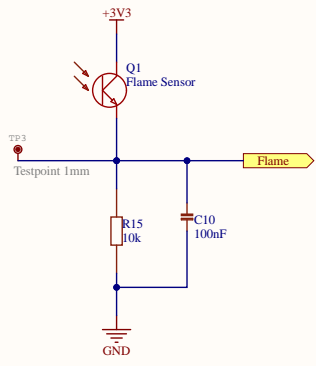 +3V3
Q1
Flame Sensor
TP3
Testpoint 1mm
Flame
R15
10k
C10
100nF
GND